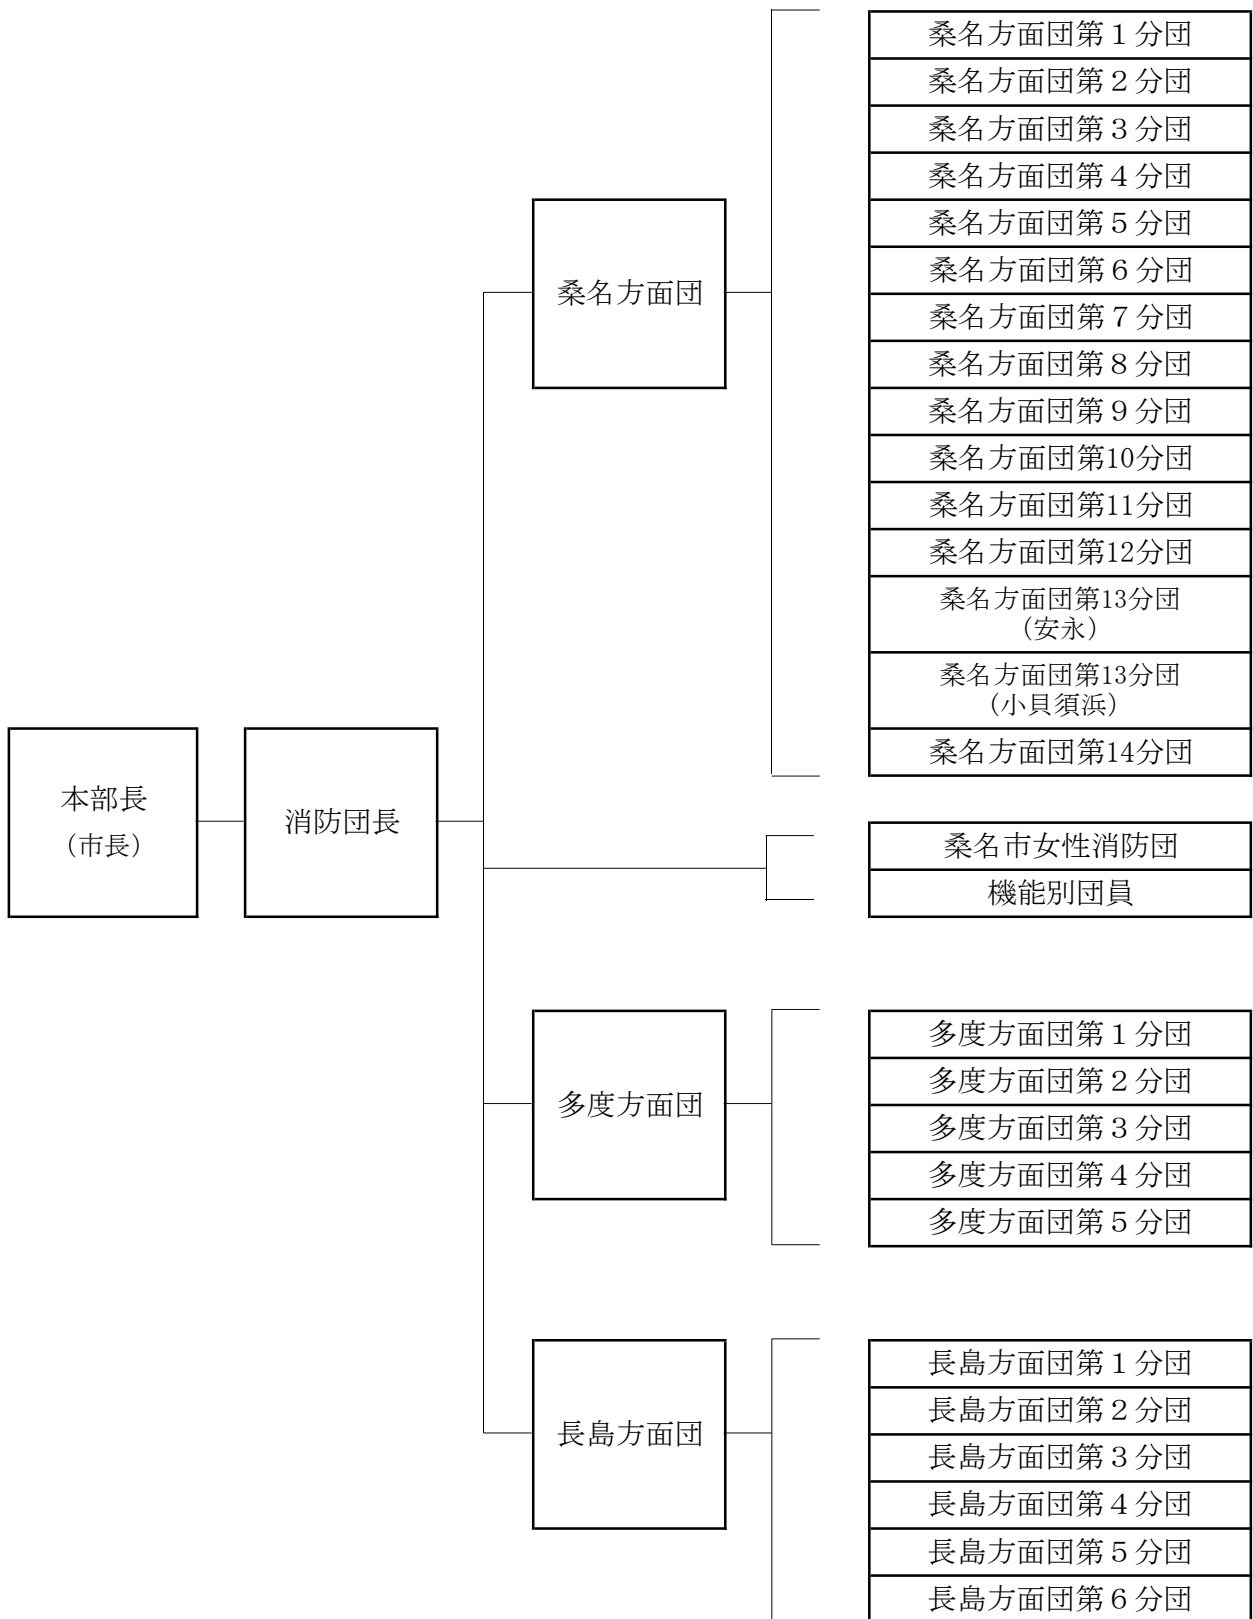 本部長
（市長）
消防団長
桑名方面団
桑名方面団第１分団
桑名方面団第２分団
桑名方面団第３分団
桑名方面団第４分団
桑名方面団第５分団
桑名方面団第６分団
桑名方面団第７分団
桑名方面団第８分団
桑名方面団第９分団
桑名方面団第10分団
桑名方面団第11分団
桑名方面団第12分団
桑名方面団第13分団
（安永）
桑名方面団第13分団
（小貝須浜）
桑名方面団第14分団
桑名市女性消防団
機能別団員
多度方面団
多度方面団第１分団
多度方面団第２分団
多度方面団第３分団
多度方面団第４分団
多度方面団第５分団
長島方面団
長島方面団第１分団
長島方面団第２分団
長島方面団第３分団
長島方面団第４分団
長島方面団第５分団
長島方面団第６分団